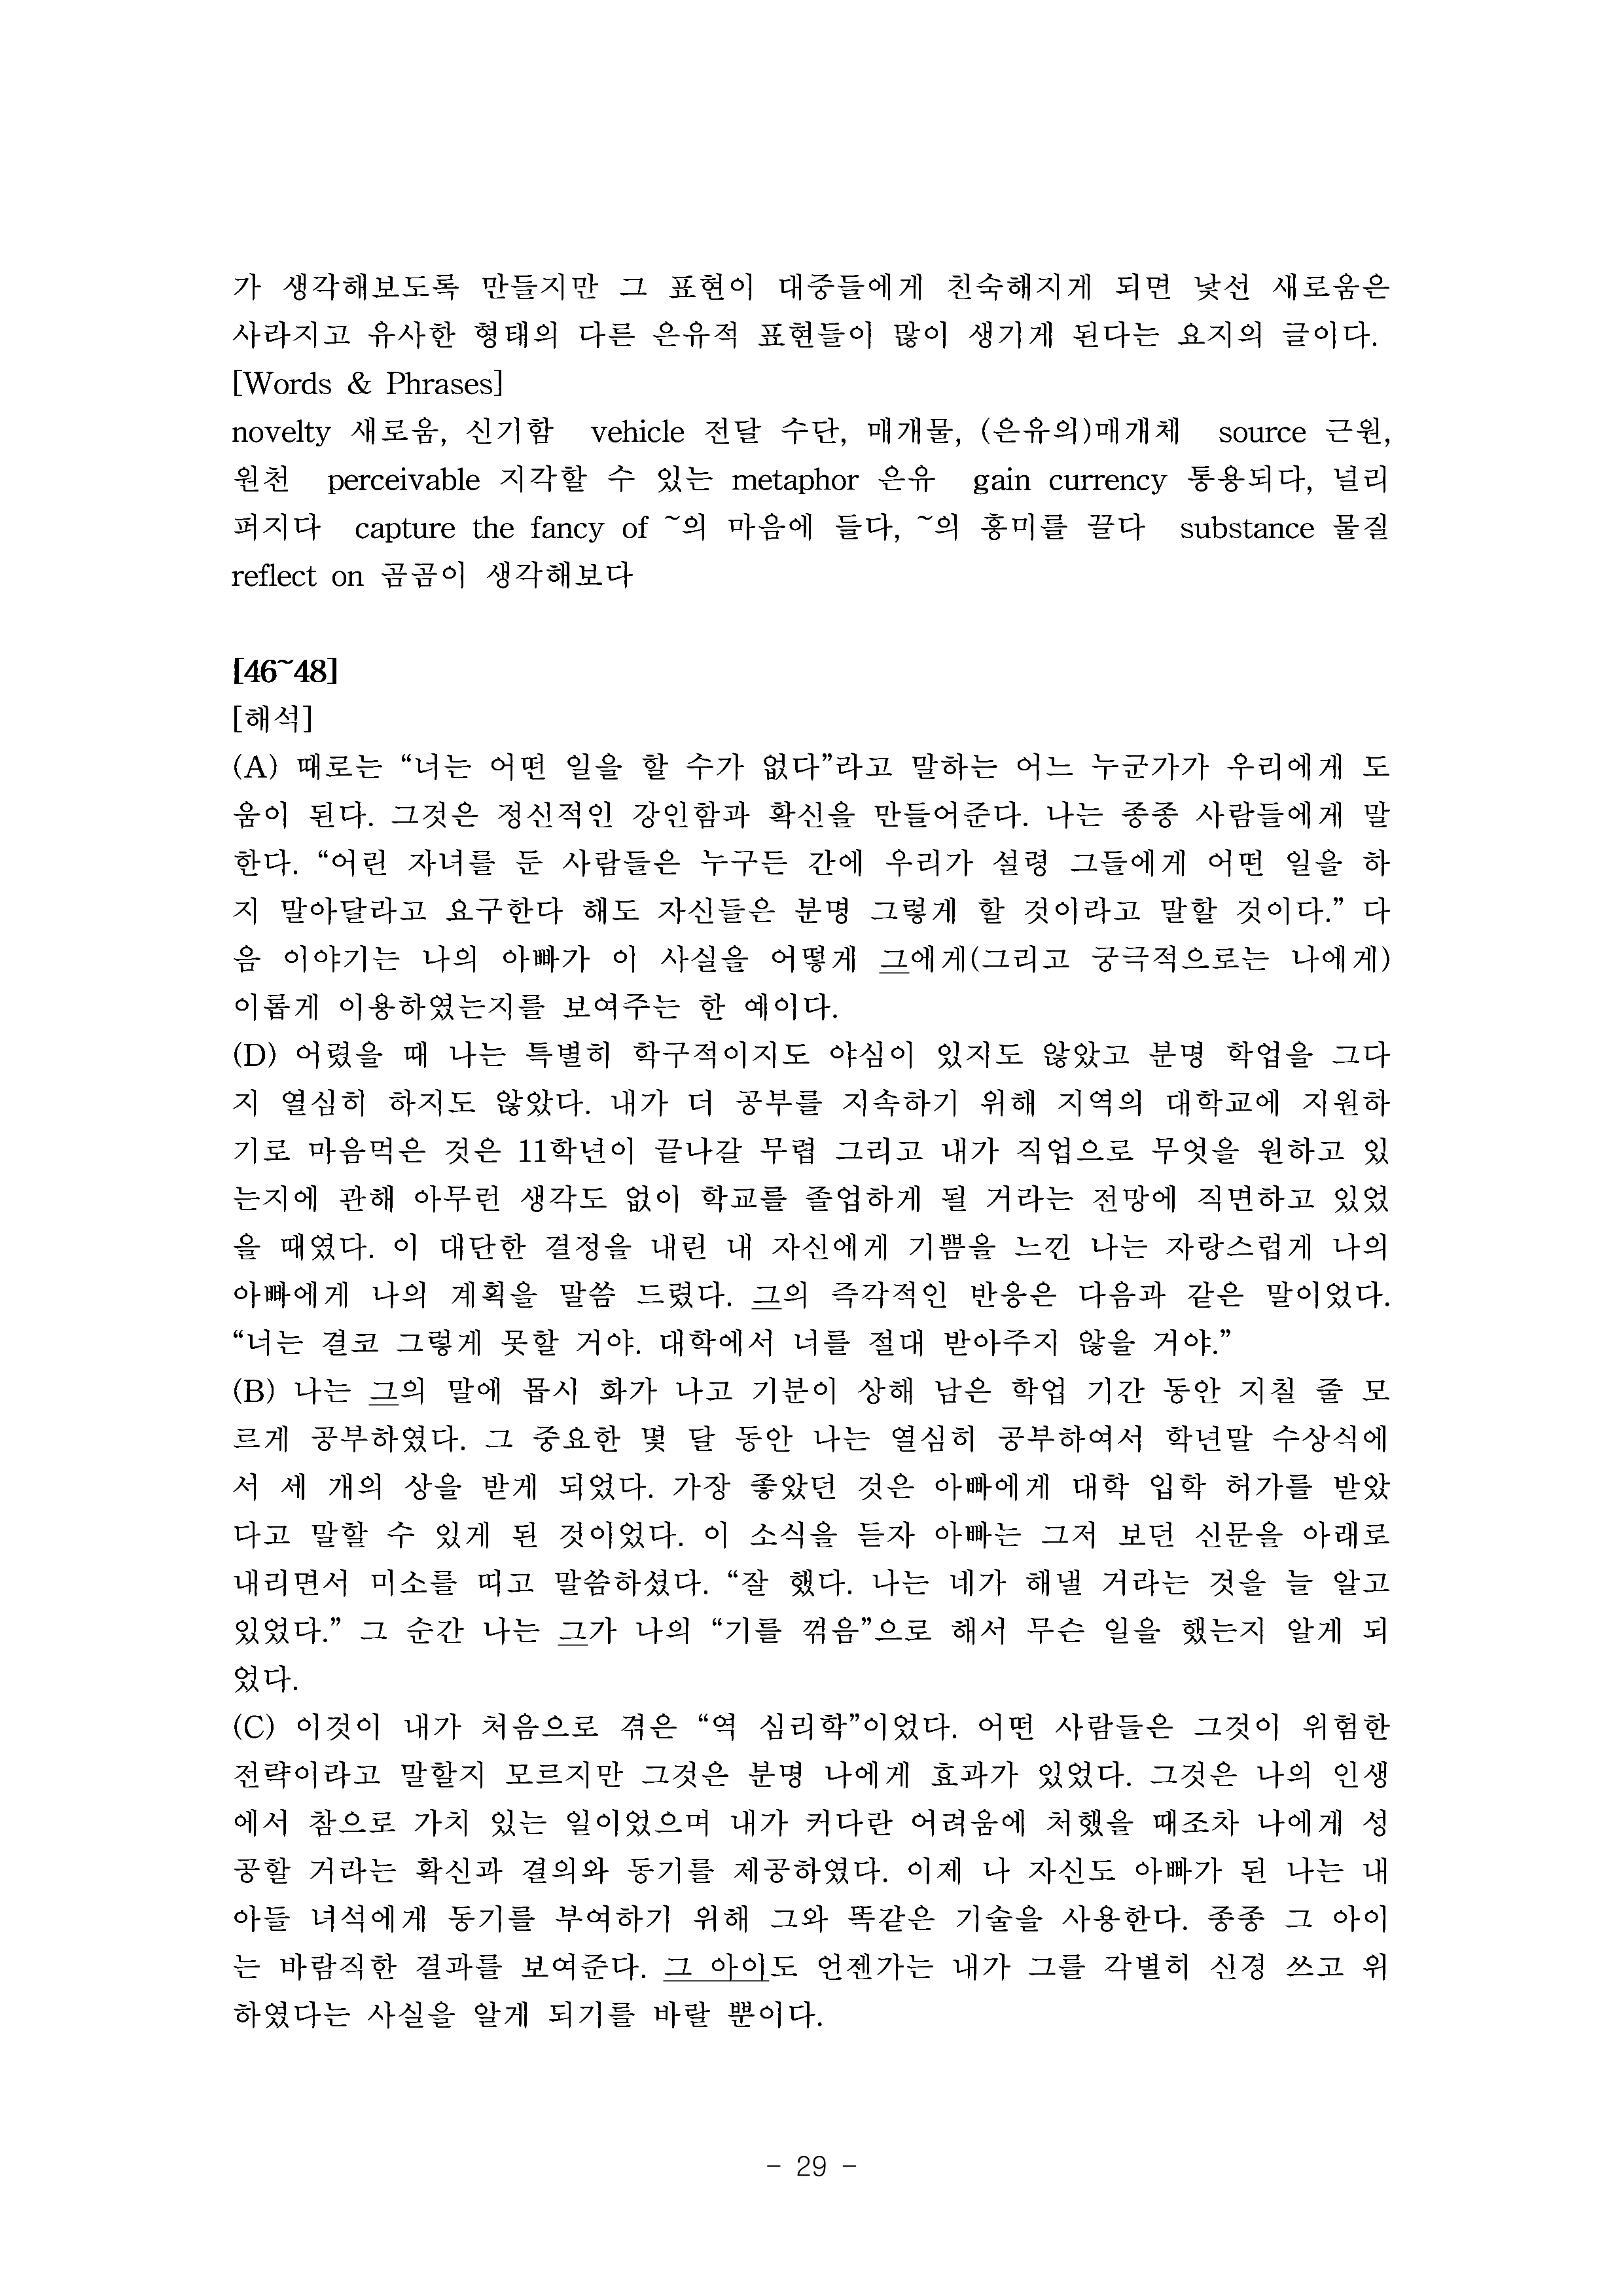 가 생각해보도록 만들지만 그 표현이 대중들에게 친숙해지게 되면 낯선 새로움은
사라지고 유사한 형태의 다른 은유적 표현들이 많이 생기게 된다는 요지의 글이다.
[Words & Phrases]
novelty 새로움, 신기함 vehicle 전달 수단, 매개물, (은유의)매개체 source 근원,
원천 perceivable 지각할 수 있는 metaphor 은유 gain currency 통용되다, 널리
퍼지다 capture the fancy of ~의 마음에 들다, ~의 흥미를 끌다 substance 물질
reflect on 곰곰이 생각해보다
[46~48]
[해석]
(A) 때로는 “너는 어떤 일을 할 수가 없다”라고 말하는 어느 누군가가 우리에게 도
움이 된다. 그것은 정신적인 강인함과 확신을 만들어준다. 나는 종종 사람들에게 말
한다. “어린 자녀를 둔 사람들은 누구든 간에 우리가 설령 그들에게 어떤 일을 하
지 말아달라고 요구한다 해도 자신들은 분명 그렇게 할 것이라고 말할 것이다.” 다
음 이야기는 나의 아빠가 이 사실을 어떻게 그에게(그리고 궁극적으로는 나에게)
이롭게 이용하였는지를 보여주는 한 예이다.
(D) 어렸을 때 나는 특별히 학구적이지도 야심이 있지도 않았고 분명 학업을 그다
지 열심히 하지도 않았다. 내가 더 공부를 지속하기 위해 지역의 대학교에 지원하
기로 마음먹은 것은 11학년이 끝나갈 무렵 그리고 내가 직업으로 무엇을 원하고 있
는지에 관해 아무런 생각도 없이 학교를 졸업하게 될 거라는 전망에 직면하고 있었
을 때였다. 이 대단한 결정을 내린 내 자신에게 기쁨을 느낀 나는 자랑스럽게 나의
아빠에게 나의 계획을 말씀 드렸다. 그의 즉각적인 반응은 다음과 같은 말이었다.
“너는 결코 그렇게 못할 거야. 대학에서 너를 절대 받아주지 않을 거야.”
(B) 나는 그의 말에 몹시 화가 나고 기분이 상해 남은 학업 기간 동안 지칠 줄 모
르게 공부하였다. 그 중요한 몇 달 동안 나는 열심히 공부하여서 학년말 수상식에
서 세 개의 상을 받게 되었다. 가장 좋았던 것은 아빠에게 대학 입학 허가를 받았
다고 말할 수 있게 된 것이었다. 이 소식을 듣자 아빠는 그저 보던 신문을 아래로
내리면서 미소를 띠고 말씀하셨다. “잘 했다. 나는 네가 해낼 거라는 것을 늘 알고
있었다.” 그 순간 나는 그가 나의 “기를 꺾음”으로 해서 무슨 일을 했는지 알게 되
었다.
(C) 이것이 내가 처음으로 겪은 “역 심리학”이었다. 어떤 사람들은 그것이 위험한
전략이라고 말할지 모르지만 그것은 분명 나에게 효과가 있었다. 그것은 나의 인생
에서 참으로 가치 있는 일이었으며 내가 커다란 어려움에 처했을 때조차 나에게 성
공할 거라는 확신과 결의와 동기를 제공하였다. 이제 나 자신도 아빠가 된 나는 내
아들 녀석에게 동기를 부여하기 위해 그와 똑같은 기술을 사용한다. 종종 그 아이
는 바람직한 결과를 보여준다. 그 아이도 언젠가는 내가 그를 각별히 신경 쓰고 위
하였다는 사실을 알게 되기를 바랄 뿐이다.
- 29 -